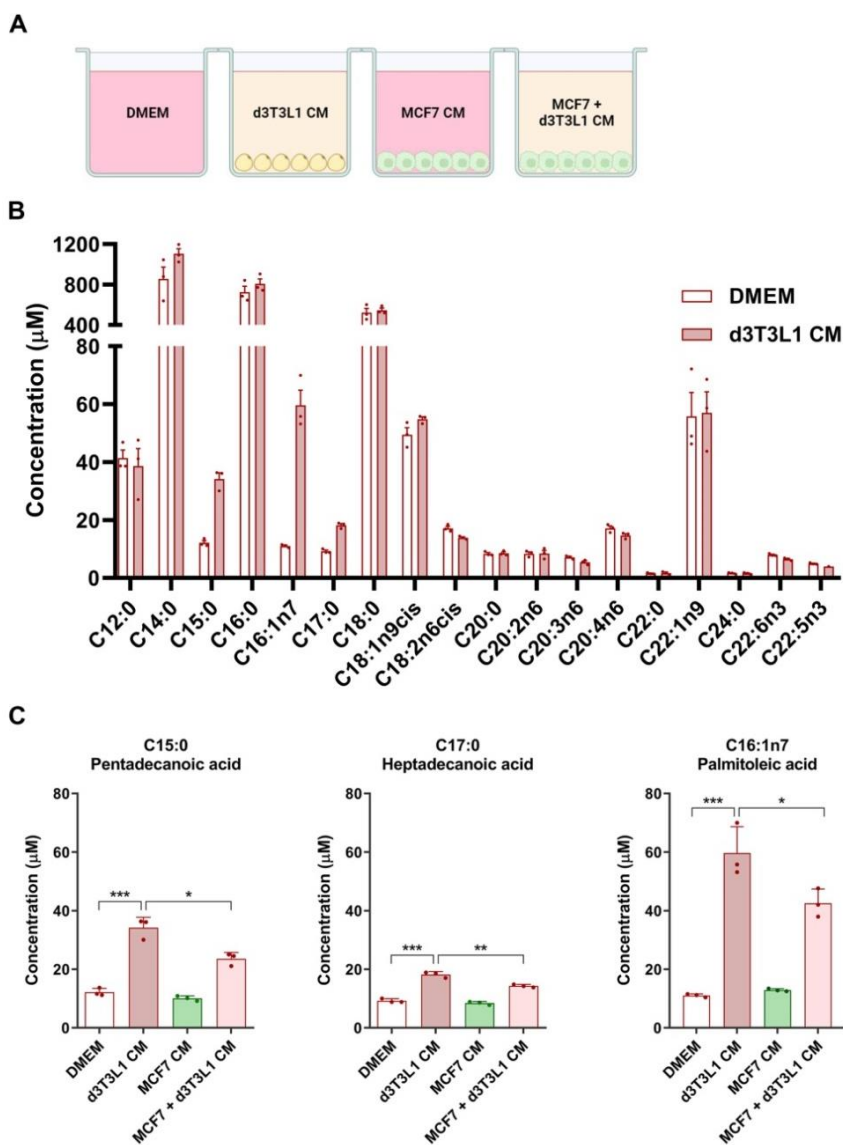 A
DMEM
d3T3L1 CM
MCF7 CM
MCF7 +
d3T3L1 CM
B
Concentration (μM)
1200
800
400
80
60
40
20
0
DMEM
d3T3L1 CM
C12:0
C14:0
C15:0
C16:0
C16:1n7
C17:0
C18:0
C18:1n9cis
C18:2n6cis
C20:0
C20:2n6
C20:3n6
C20:4n6
C22:0
C22:1n9
C24:0
C22:6n3
C22:5n3
C
C15:0
Pentadecanoic acid
Concentration (μM)
80
60
40
20
0
***
*
DMEM
d3T3L1 CM
MCF7 CM
MCF7 + d3T3L1 CM
C17:0
Heptadecanoic acid
Concentration (μM)
80
60
40
20
0
***
**
DMEM
d3T3L1 CM
MCF7 CM
MCF7 + d3T3L1 CM
C16:1n7
Palmitoleic acid
Concentration (μM)
80
60
40
20
0
***
*
DMEM
d3T3L1 CM
MCF7 CM
MCF7 + d3T3L1 CM